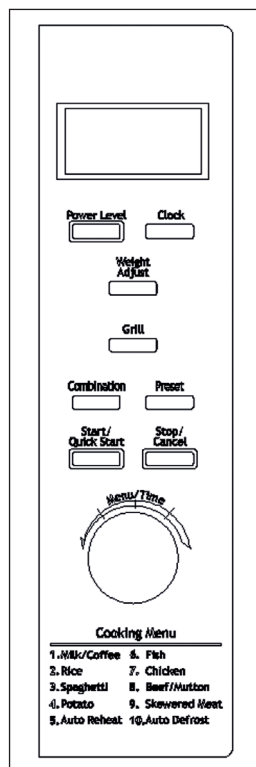 Power Level Clock
Weight
Adjust
Grill
Combination Preset
Start/ Stop/
Quick Start Cancel
Menu/Time
Cooking Menu
1.Milk/Coffee 6. Fish
2.Rice 7. Chicken
3.Spaghetti 8. Beef/Mutton
4.Potato 9. Skewered Meat
5.Auto Reheat 10.Auto Defrost